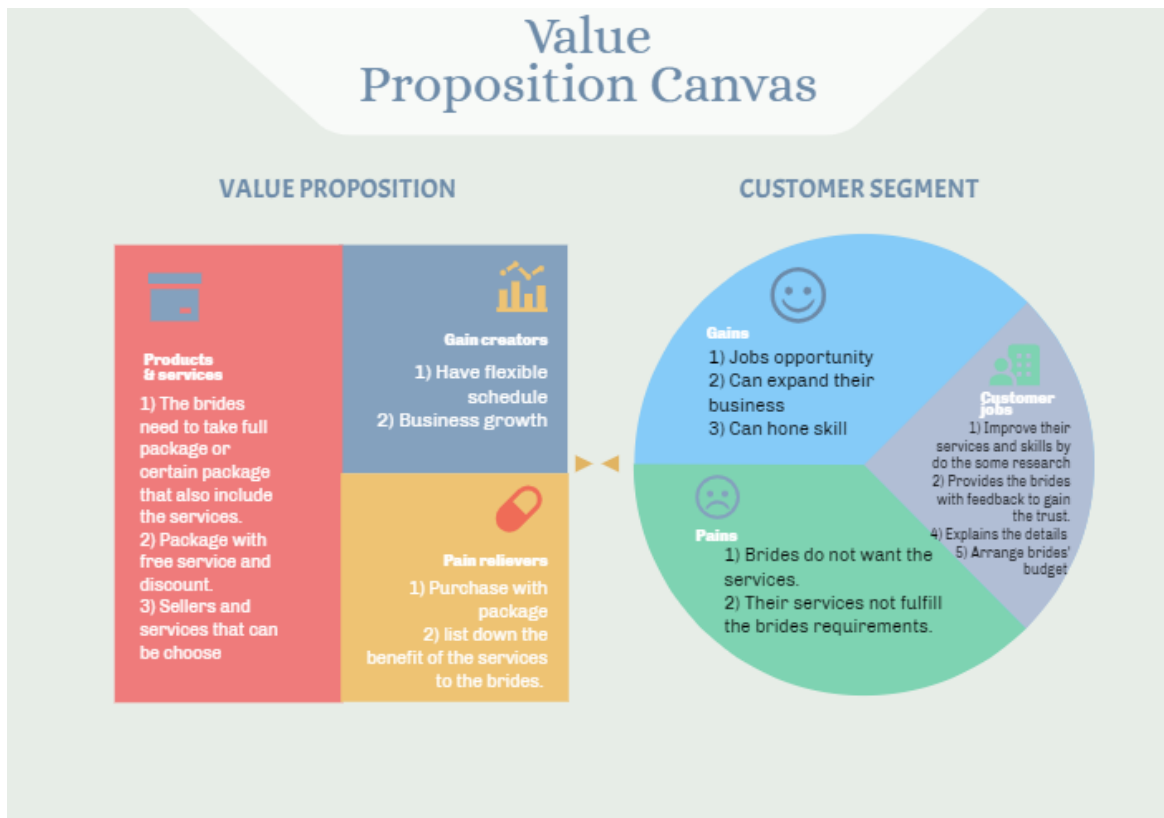 Value
Proposition Canvas
VALUE PROPOSITION
Products
& services
1) The brides
need to take full
package or
certain package
that also include
the services.
2) Package with
free service and
discount.
3) Sellers and
services that can
be choose
Gain creators
1) Have flexible
schedule
2) Business growth
Pain relievers
1) Purchase with
package
2) list down the
benefit of the services
to the brides.
CUSTOMER SEGMENT
Gains
1) Jobs opportunity
2) Can expand their
business
3) Can hone skill
Customer
jobs
1) Improve their
services and skills by
do the some research
2) Provides the brides
with feedback to gain
the trust.
4) Explains the details
5) Arrange brides'
budget
Pains
1) Brides do not want the
services.
2) Their services not fulfill
the brides requirements.